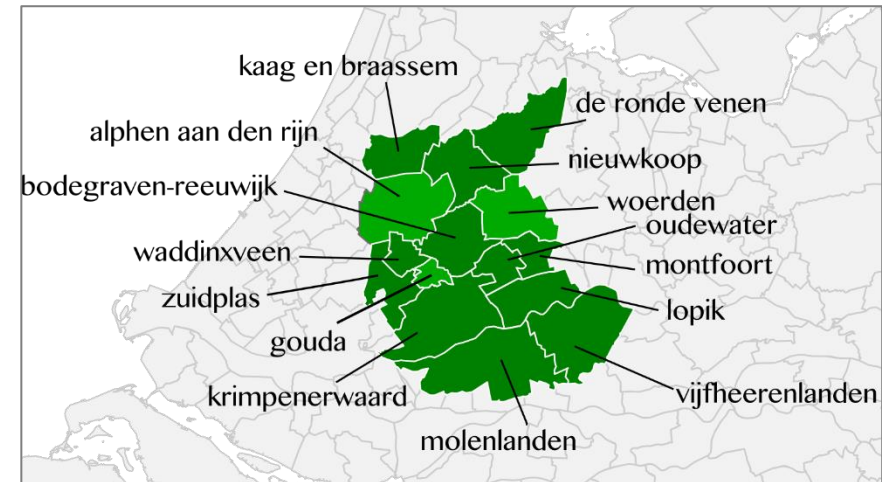 kaag en braassem
de ronde venen
alphen aan den rijn
nieuwkoop
bodegraven-reeuwijk
woerden
oudewater
waddinxveen
montfoort
zuidplas
lopik
gouda
krimpenerwaard
vijfheerenlanden
molenlanden